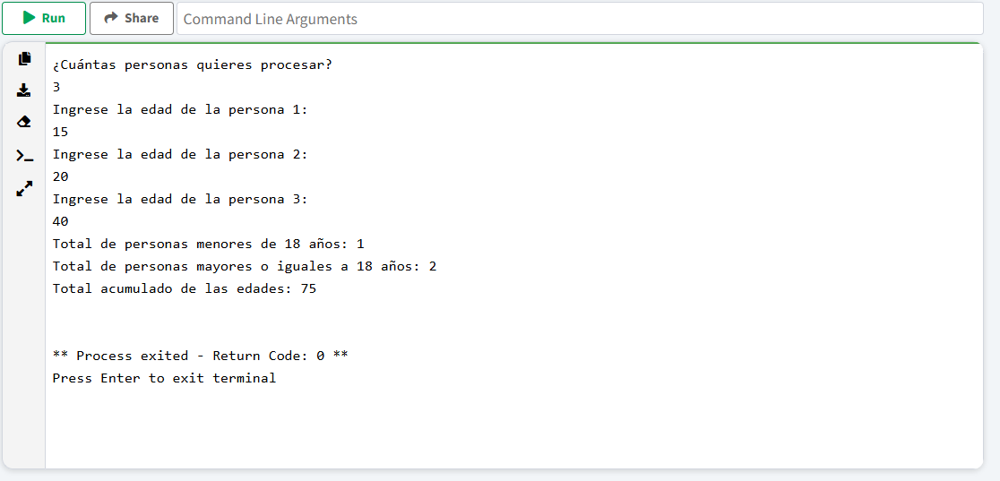 Run
Share
Command Line Arguments
¿Cuántas personas quieres procesar?
3
Ingrese la edad de la persona 1:
15
Ingrese la edad de la persona 2:
20
Ingrese la edad de la persona 3:
40
Total de personas menores de 18 años: 1
Total de personas mayores o iguales a 18 años: 2
Total acumulado de las edades: 75
** Process exited - Return Code: 0 **
Press Enter to exit terminal